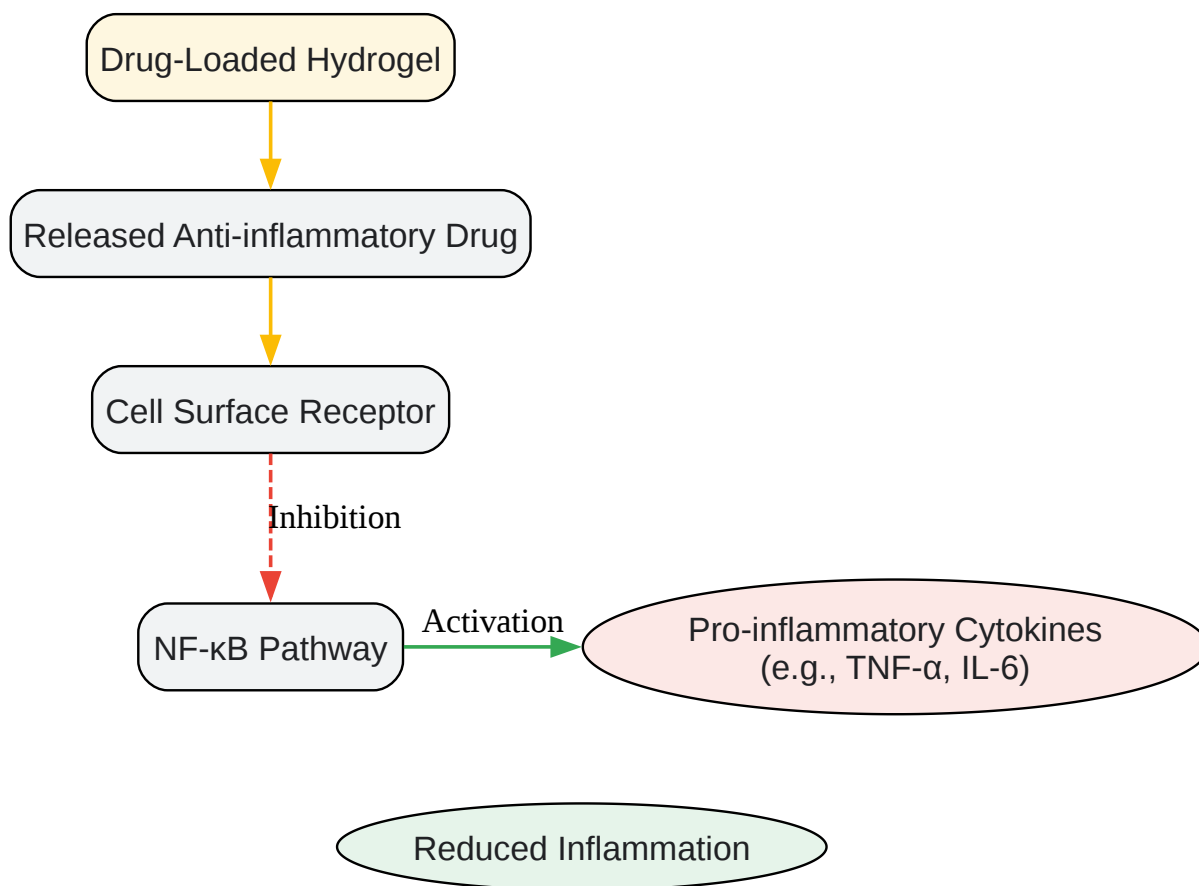 Drug-Loaded Hydrogel
Released Anti-inflammatory Drug
Cell Surface Receptor
Inhibition
NF-κB Pathway
Activation
Pro-inflammatory Cytokines
(e.g., TNF-α, IL-6)
Reduced Inflammation